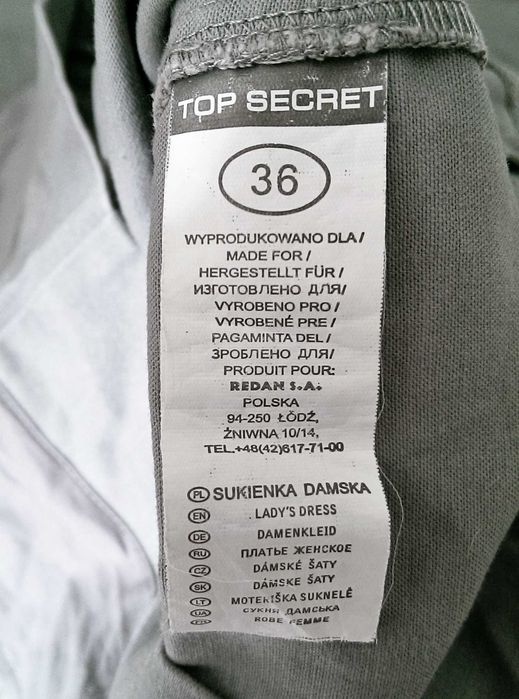 TOP SECRET
36
WYPRODUKOWANO DLA/
MADE FOR/
HERGESTELLT FÜR/
ИЗГОТОВЛЕНО ДЛЯ/
VYROBENO PRO/
VYROBENÉ PRE/
PAGAMINTA DEL/
ЗРОБЛЕНО ДЛЯ/
PRODUIT POUR:
REDAN S.A.
POLSKA
94-250 ŁÓDŹ,
ŻNIWNA 10/14,
TEL.+48(42)617-71-00
PL SUKIENKA DAMSKA
EN LADY'S DRESS
DE DAMENKLEID
RU ПЛАТЬЕ ЖЕНСКОЕ
CZ DÁMSKÉ ŠATY
SK DÁMSKE ŠATY
LT MOTERIŠKA SUKNELĖ
UA СУКНЯ ДАМСЬКА
ROBE FEMME